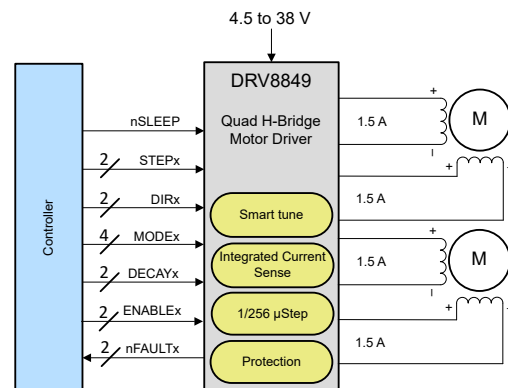 4.5 to 38 V
DRV8849
Quad H-Bridge
Motor Driver
Controller
nSLEEP
2
STEPx
2
DIRx
4
MODEx
2
DECAYx
2
ENABLEx
2
nFAULTx
Smart tune
Integrated Current
Sense
1/256 µStep
Protection
+
1.5 A
–
M
+
–
1.5 A
+
1.5 A
–
M
+
–
1.5 A